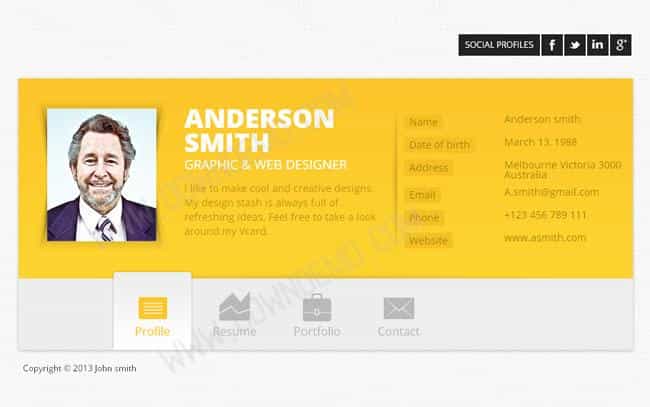 SOCIAL PROFILES
ANDERSON
SMITH
GRAPHIC & WEB DESIGNER
I like to make cool and creative designs.
My design stash is always full of
refreshing ideas. Feel free to take a look
around my Vcard.
Name Anderson smith
Date of birth March 13, 1988
Address Melbourne Victoria 3000
Australia
Email A.smith@gmail.com
Phone +123 456 789 111
Website www.asmith.com
Profile Resume Portfolio Contact
Copyright © 2013 John smith